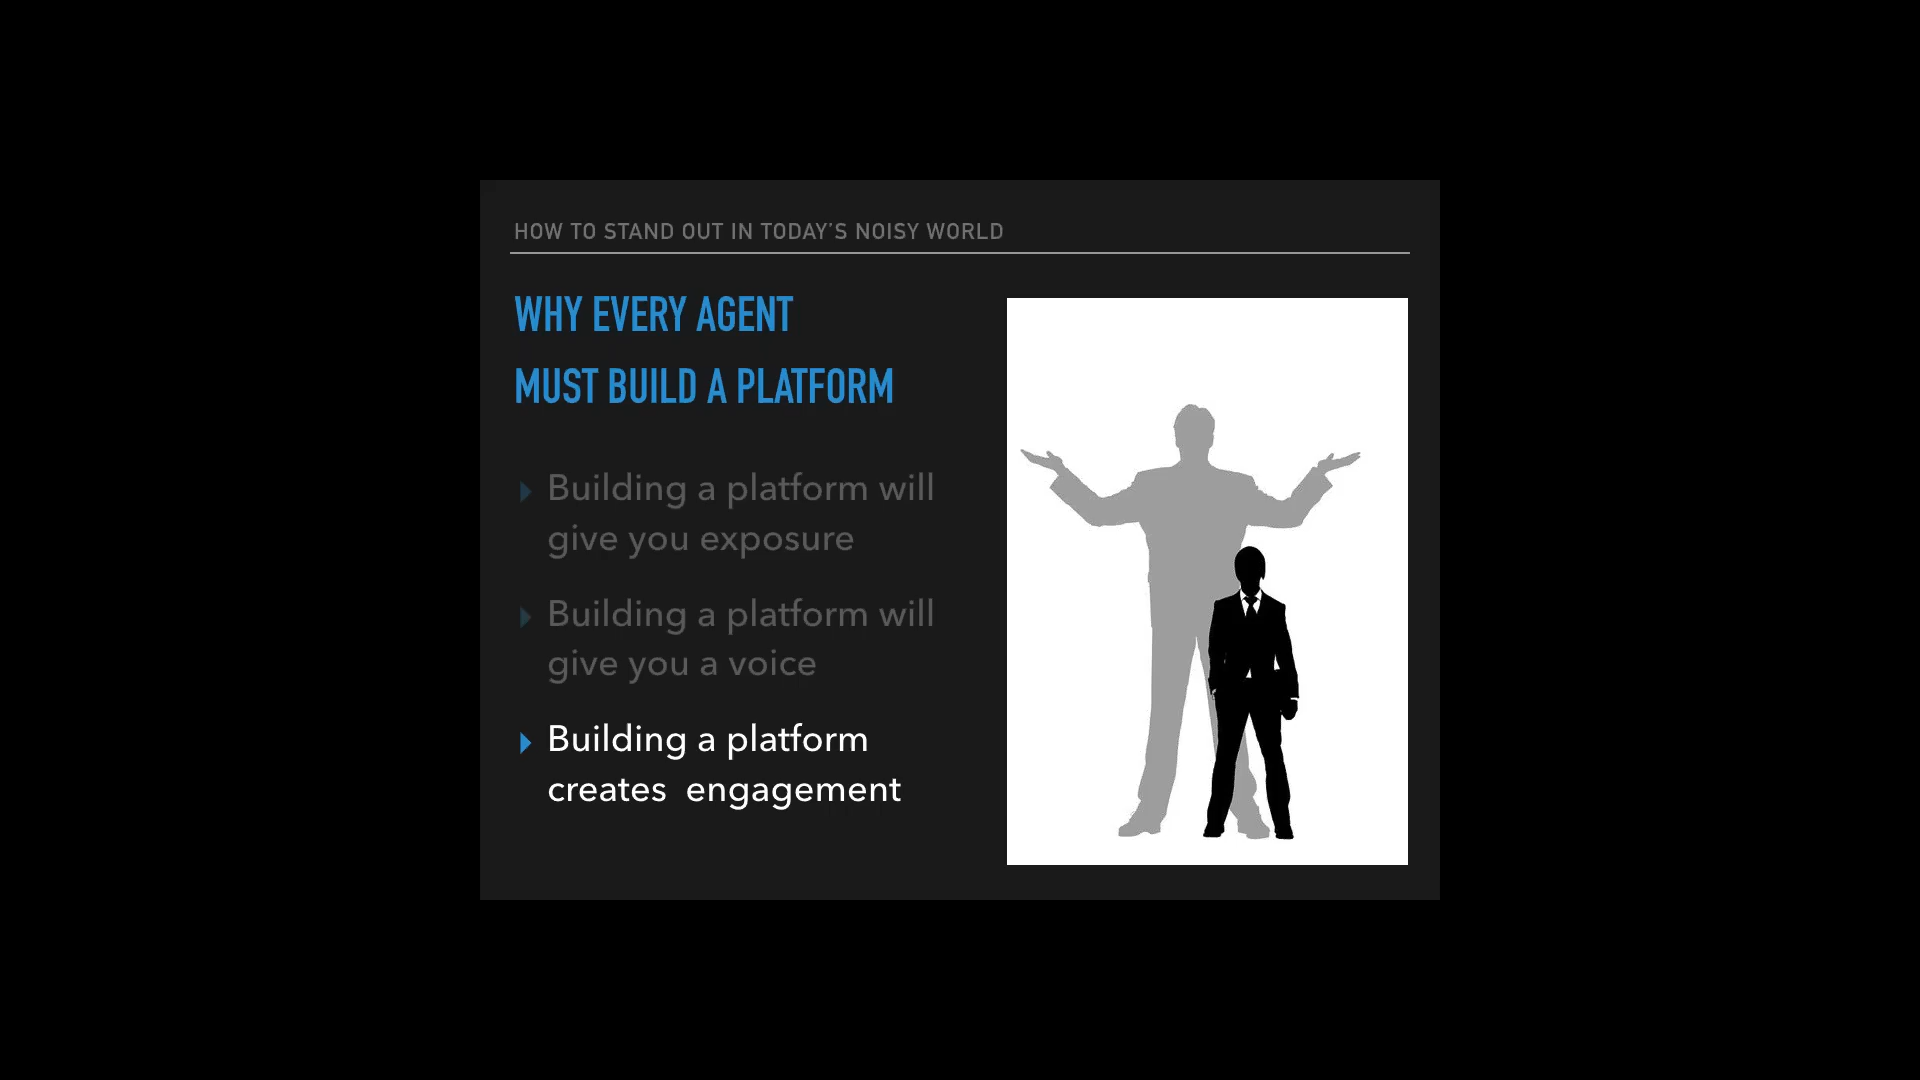 HOW TO STAND OUT IN TODAY’S NOISY WORLD
WHY EVERY AGENT
MUST BUILD A PLATFORM
Building a platform will
give you exposure
Building a platform will
give you a voice
Building a platform
creates  engagement